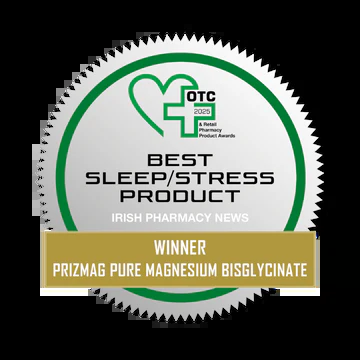 OTC
2025
& Retail
Pharmacy
Product Awards
BEST
SLEEP/STRESS
PRODUCT
IRISH PHARMACY NEWS
WINNER
PRIZMAG PURE MAGNESIUM BISGLYCINATE